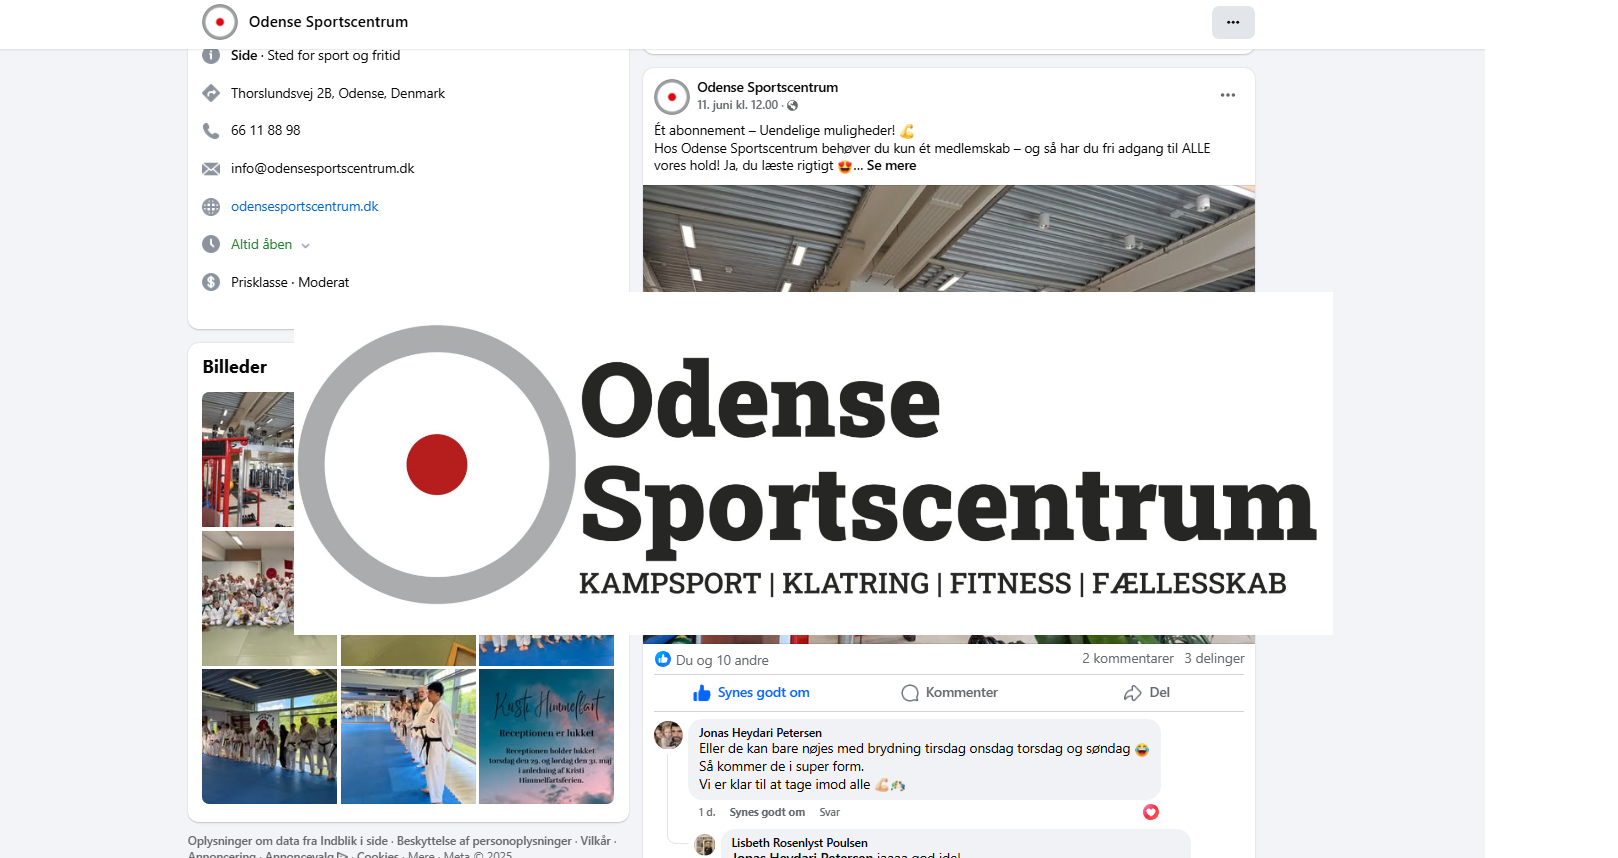 Odense Sportscentrum
Side · Sted for sport og fritid
Thorslundsvej 2B, Odense, Denmark
66 11 88 98
info@odensesportscentrum.dk
odensesportscentrum.dk
Altid åben
Prisklasse · Moderat
Billeder
Kristi Himmelfart
Receptionen er lukket
Receptionen holder lukket
torsdag den 29. og lørdag den 31. maj
i anledning af Kristi
Himmelfartsferien.
Oplysninger om data fra Indblik i side · Beskyttelse af personoplysninger · Vilkår ·
Annoncering · Annoncevalg · Cookies · Mere · Meta © 2025
Odense Sportscentrum
11. juni kl. 12.00 ·
Ét abonnement – Uendelige muligheder! 💪
Hos Odense Sportscentrum behøver du kun ét medlemskab – og så har du fri adgang til ALLE
vores hold! Ja, du læste rigtigt 😍... Se mere
Odense
Sportscentrum
KAMPSPORT | KLATRING | FITNESS | FÆLLESSKAB
Du og 10 andre
2 kommentarer 3 delinger
Synes godt om Kommenter Del
Jonas Heydari Petersen
Eller de kan bare nøjes med brydning tirsdag onsdag torsdag og søndag 😂
Så kommer de i super form.
Vi er klar til at tage imod alle 💪🏼🤼
1 d. Synes godt om Svar
Lisbeth Rosenlyst Poulsen
Jonas Heydari Petersen jaaaa god ide!